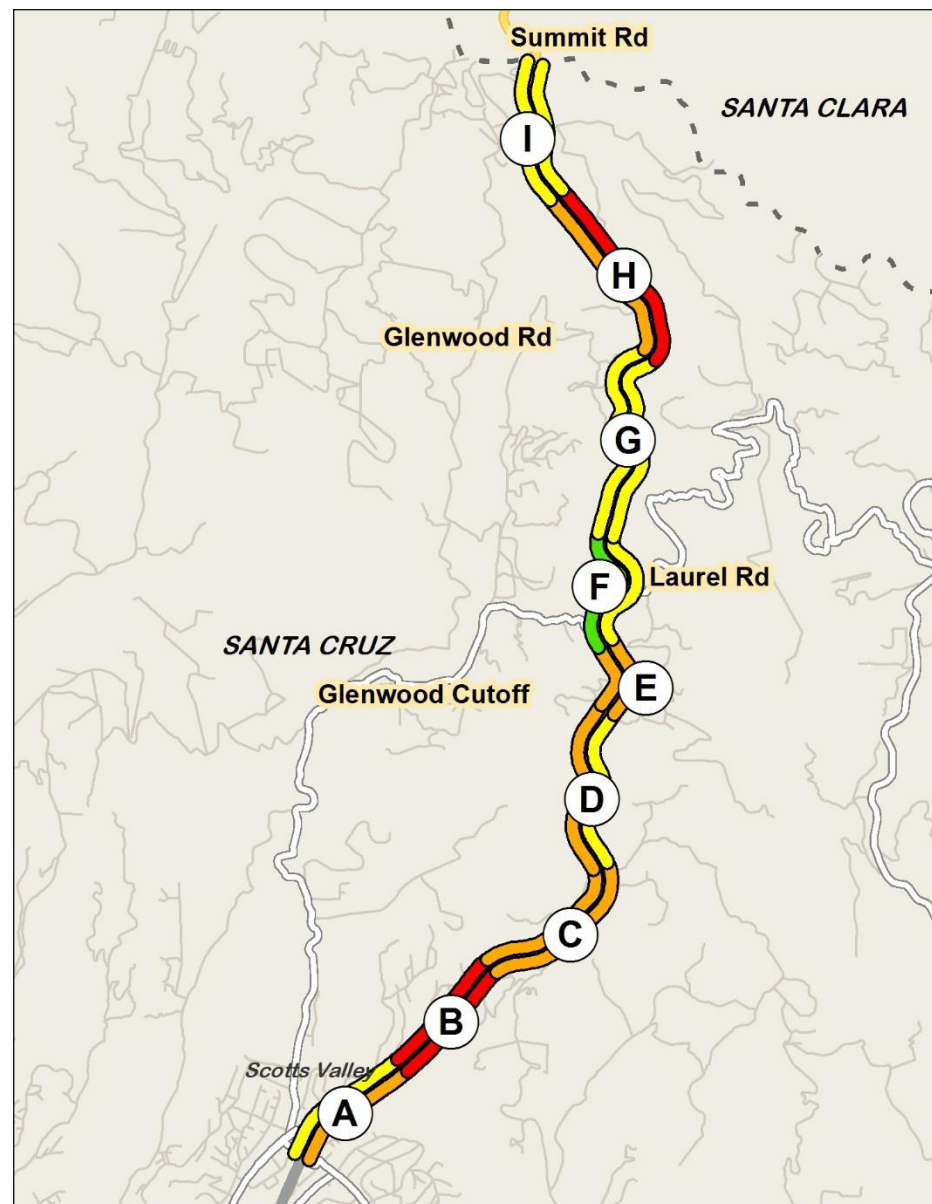 Summit Rd
SANTA CLARA
I
H
Glenwood Rd
G
F
Laurel Rd
SANTA CRUZ
Glenwood Cutoff
E
D
C
B
Scotts Valley
A